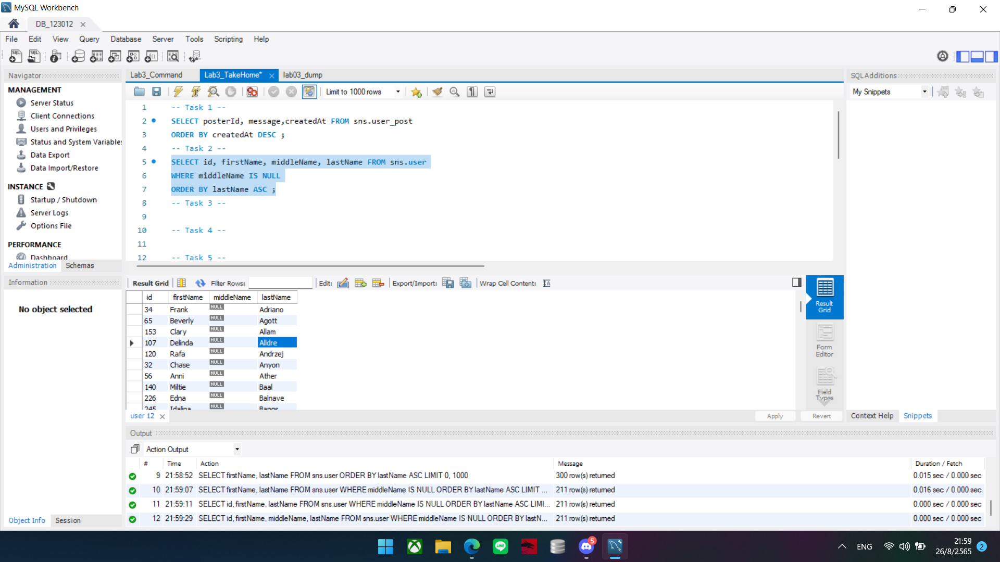 MySQL Workbench
DB_123012
File Edit View Query Database Server Tools Scripting Help
Navigator
MANAGEMENT
Server Status
Client Connections
Users and Privileges
Status and System Variables
Data Export
Data Import/Restore
INSTANCE
Startup / Shutdown
Server Logs
Options File
PERFORMANCE
Dashboard
Administration Schemas
Information
No object selected
Object Info Session
Lab3_Command Lab3_TakeHome* lab03_dump
Limit to 1000 rows
1 -- Task 1 --
2 SELECT posterId, message,createdAt FROM sns.user_post
3 ORDER BY createdAt DESC ;
4 -- Task 2 --
5 SELECT id, firstName, middleName, lastName FROM sns.user
6 WHERE middleName IS NULL
7 ORDER BY lastName ASC ;
8 -- Task 3 --
9
10 -- Task 4 --
11
12 -- Task 5 --
Result Grid Filter Rows: Edit: Export/Import: Wrap Cell Content: IA
id firstName middleName lastName
34 Frank NULL Adriano
65 Beverly NULL Agott
153 Clary NULL Allam
107 Delinda NULL Alldre
120 Rafa NULL Andrzej
32 Chase NULL Anyon
56 Anni NULL Ather
140 Miltie NULL Baal
226 Edna NULL Balnave
245 Idalina NULL Bangs
Result Grid
Form Editor
Field Types
user 12
Apply Revert
SQLAdditions
My Snippets
Context Help Snippets
Output
Action Output
# Time Action Message Duration / Fetch
9 21:58:52 SELECT firstName, lastName FROM sns.user ORDER BY lastName ASC LIMIT 0, 1000 300 row(s) returned 0.015 sec / 0.000 sec
10 21:59:07 SELECT firstName, lastName FROM sns.user WHERE middleName IS NULL ORDER BY lastName ASC LIMIT ... 211 row(s) returned 0.016 sec / 0.000 sec
11 21:59:11 SELECT id, firstName, lastName FROM sns.user WHERE middleName IS NULL ORDER BY lastName ASC LIMI... 211 row(s) returned 0.000 sec / 0.000 sec
12 21:59:29 SELECT id, firstName, middleName, lastName FROM sns.user WHERE middleName IS NULL ORDER BY lastN... 211 row(s) returned 0.000 sec / 0.000 sec
LINE
5
ENG
21:59
26/8/2565
2